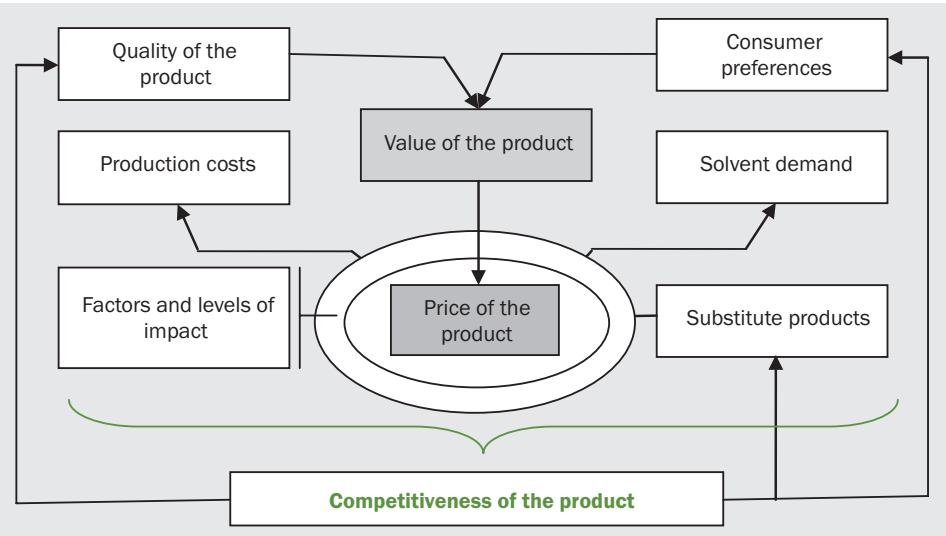 Quality of the
product
Consumer
preferences
Value of the product
Production costs
Solvent demand
Factors and levels of
impact
Price of the
product
Substitute products
Competitiveness of the product